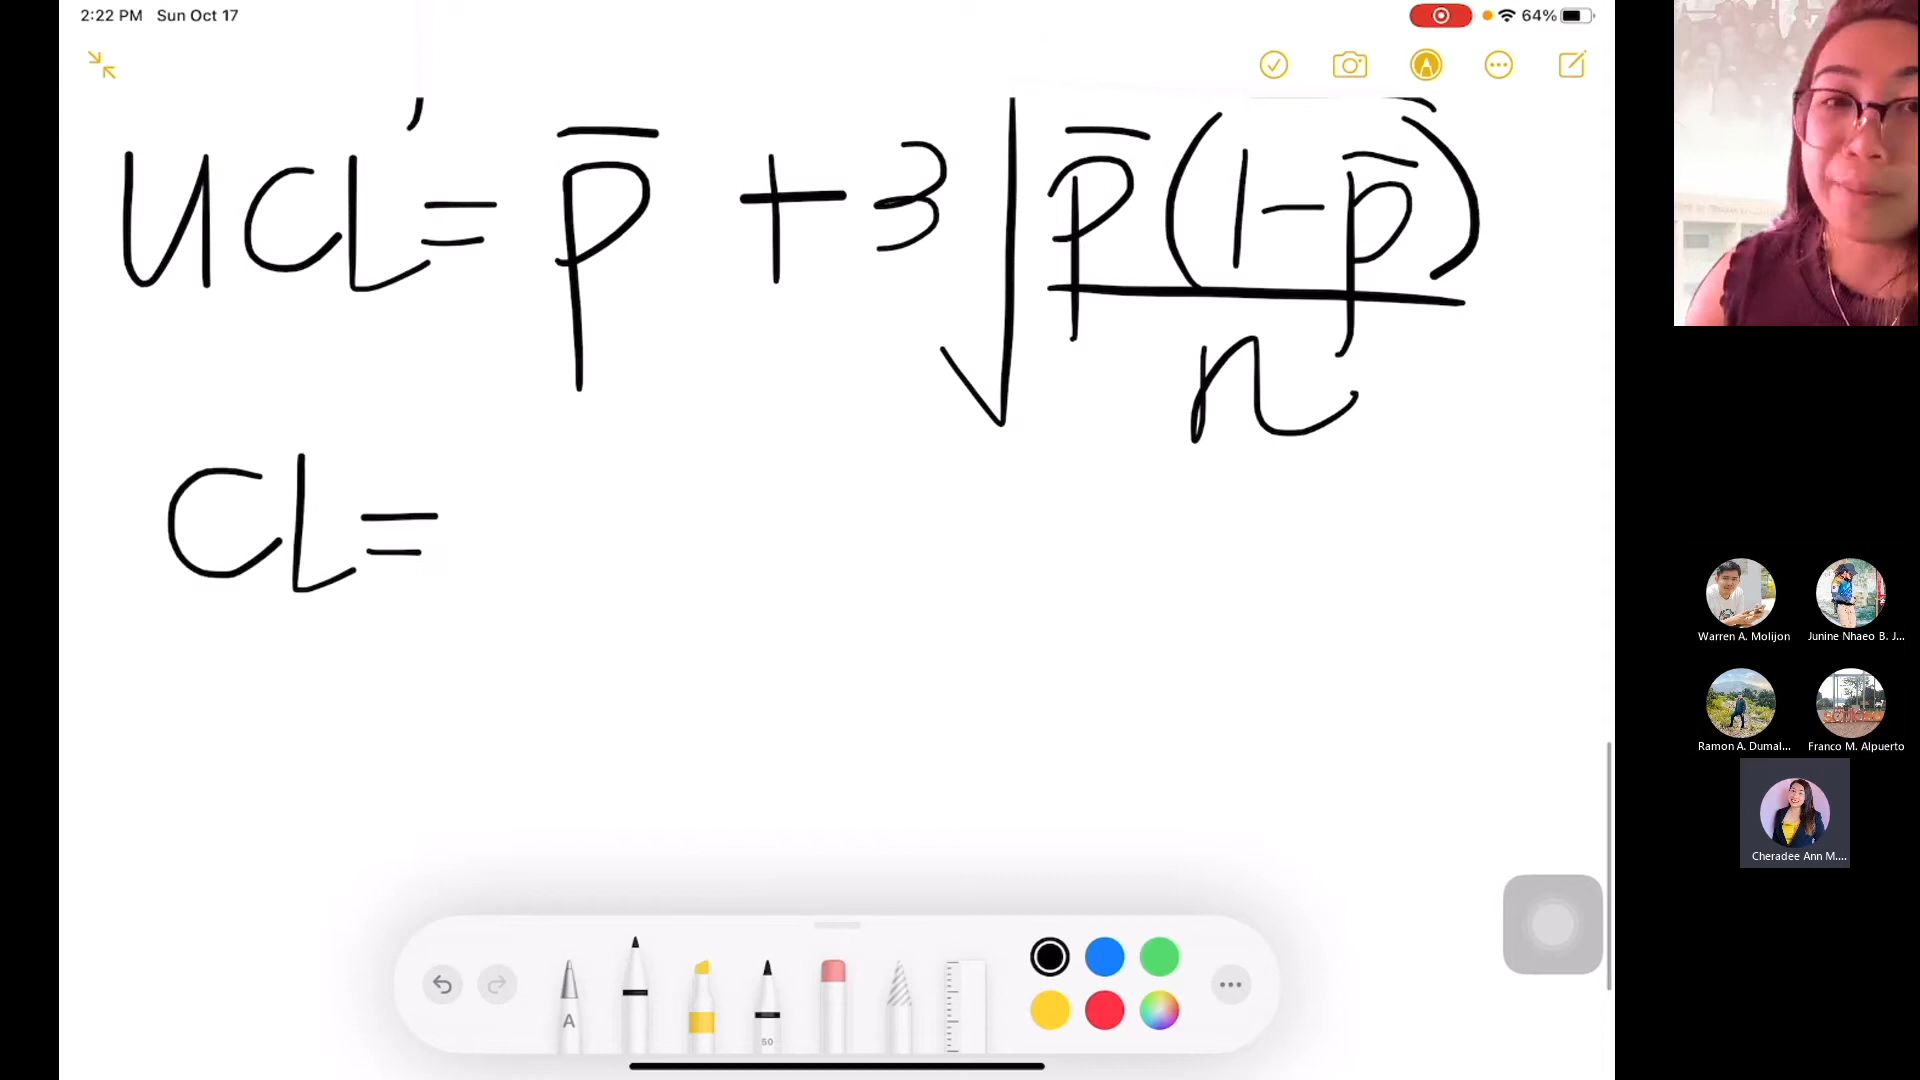 2:22 PM Sun Oct 17 64%
UCL = p̅ + 3√(p̅(1-p̅)/n)
CL =
A
50
Warren A. Molijon Junine Nhaeo B. J...
Ramon A. Dumal... Franco M. Alpuerto
Cheradee Ann M....